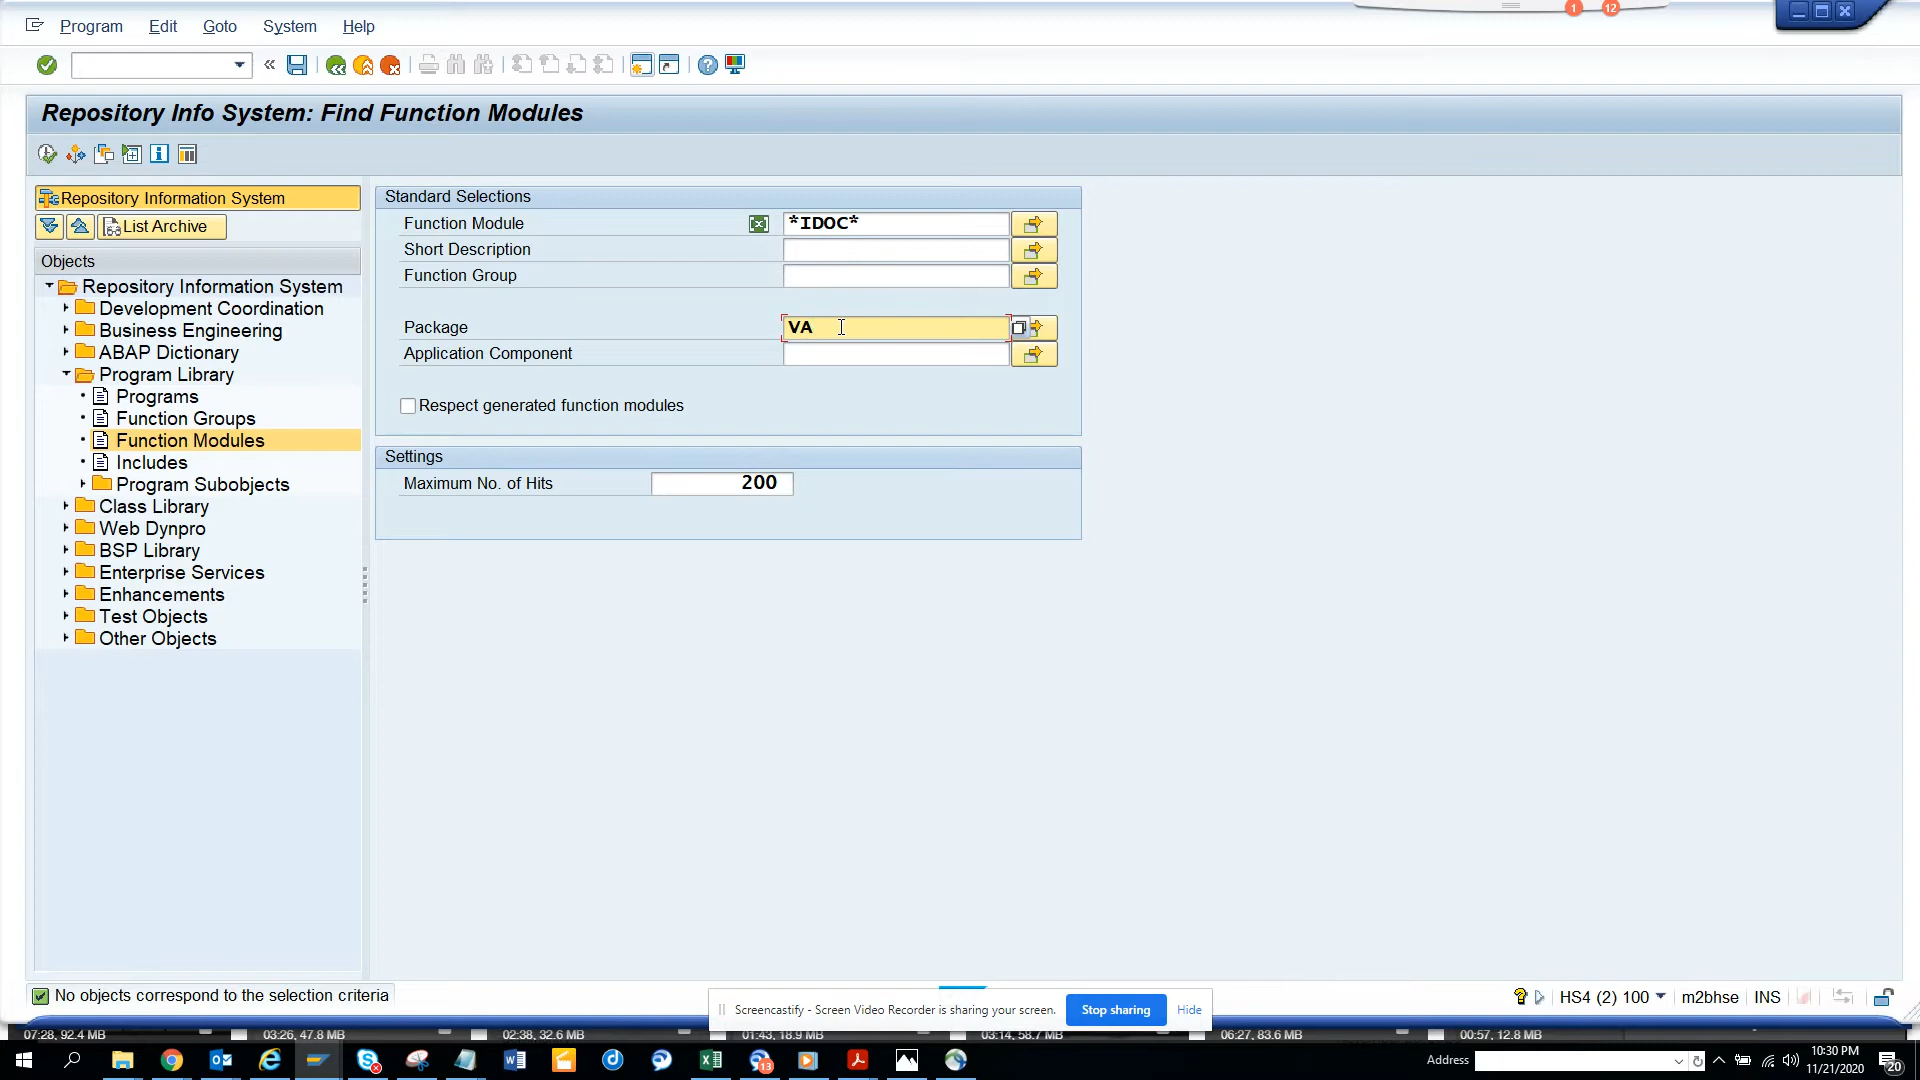 Program Edit Goto System Help
1 12
Repository Info System: Find Function Modules
Repository Information System
List Archive
Objects
Repository Information System
Development Coordination
Business Engineering
ABAP Dictionary
Program Library
Programs
Function Groups
Function Modules
Includes
Program Subobjects
Class Library
Web Dynpro
BSP Library
Enterprise Services
Enhancements
Test Objects
Other Objects
Standard Selections
Function Module *IDOC*
Short Description
Function Group
Package VA
Application Component
Respect generated function modules
Settings
Maximum No. of Hits 200
No objects correspond to the selection criteria
HS4 (2) 100 m2bhse INS
Screencastify - Screen Video Recorder is sharing your screen. Stop sharing Hide
07:28, 92.4 MB 03:26, 47.8 MB 02:38, 32.6 MB 01:43, 18.9 MB 03:14, 58.7 MB 06:27, 83.6 MB 00:57, 12.8 MB
13
Address
10:30 PM
11/21/2020
20